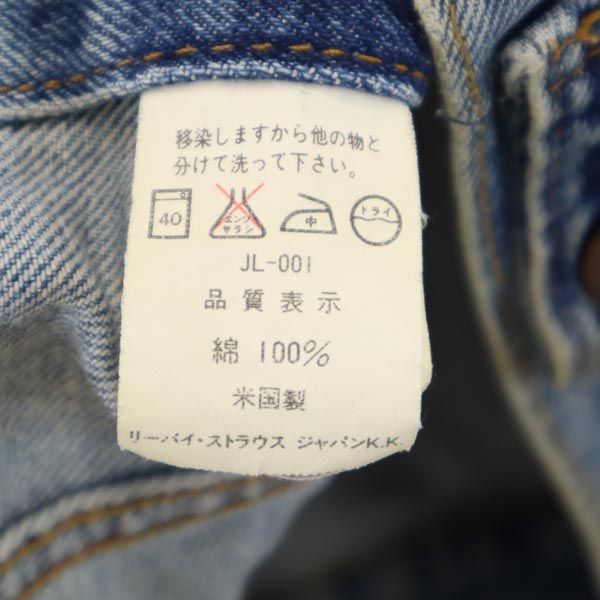 移染しますから他の物と
分けて洗って下さい。
40 エンソサラシ 中 ドライ
JL-001
品質表示
綿 100%
米国製
リーバイ・ストラウス ジャパンK.K.